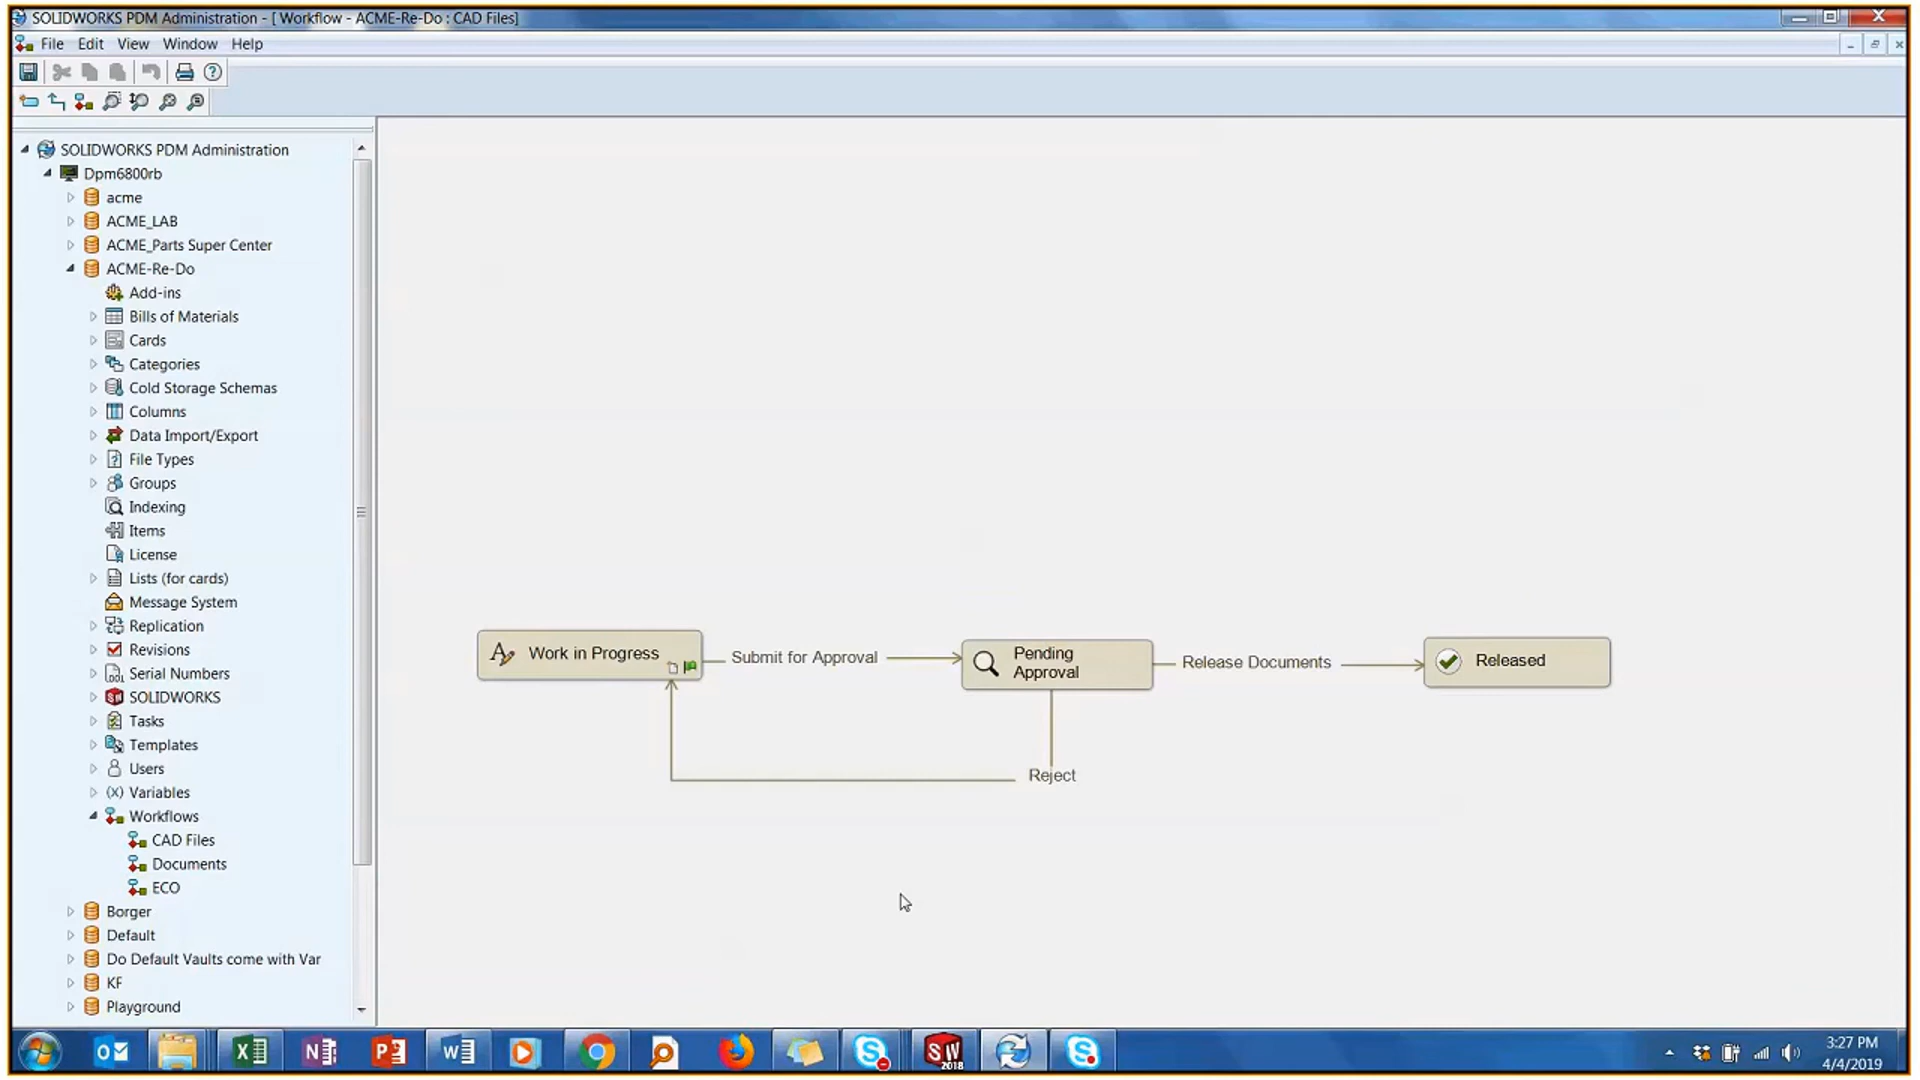 SOLIDWORKS PDM Administration - [ Workflow - ACME-Re-Do : CAD Files]
File Edit View Window Help
SOLIDWORKS PDM Administration
Dpm6800rb
acme
ACME_LAB
ACME_Parts Super Center
ACME-Re-Do
Add-ins
Bills of Materials
Cards
Categories
Cold Storage Schemas
Columns
Data Import/Export
File Types
Groups
Indexing
Items
License
Lists (for cards)
Message System
Replication
Revisions
Serial Numbers
SOLIDWORKS
Tasks
Templates
Users
(x) Variables
Workflows
CAD Files
Documents
ECO
Borger
Default
Do Default Vaults come with Var
KF
Playground
Work in Progress
Submit for Approval
Pending
Approval
Release Documents
Released
Reject
SW
2018
3:27 PM
4/4/2019